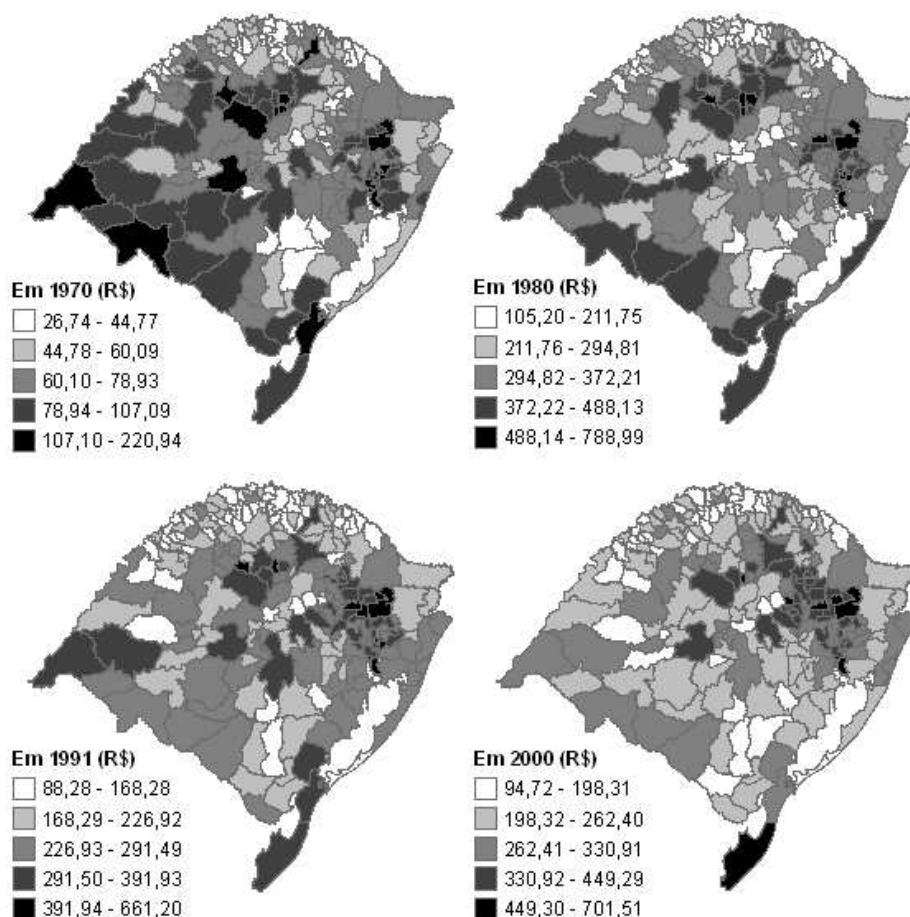 Em 1970 (R$)
26,74 - 44,77
44,78 - 60,09
60,10 - 78,93
78,94 - 107,09
107,10 - 220,94
Em 1980 (R$)
105,20 - 211,75
211,76 - 294,81
294,82 - 372,21
372,22 - 488,13
488,14 - 788,99
Em 1991 (R$)
88,28 - 168,28
168,29 - 226,92
226,93 - 291,49
291,50 - 391,93
391,94 - 661,20
Em 2000 (R$)
94,72 - 198,31
198,32 - 262,40
262,41 - 330,91
330,92 - 449,29
449,30 - 701,51